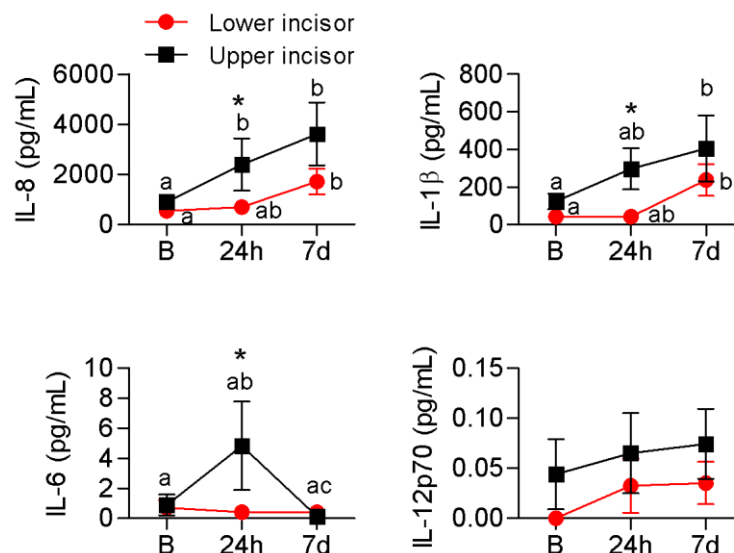 Lower incisor
Upper incisor
IL-8 (pg/mL)
6000
4000
2000
0
a
a
*
b
ab
b
b
B
24h
7d
IL-1β (pg/mL)
800
600
400
200
0
a
a
*
ab
ab
b
b
B
24h
7d
IL-6 (pg/mL)
10
8
6
4
2
0
a
*
ab
ac
B
24h
7d
IL-12p70 (pg/mL)
0.15
0.10
0.05
0.00
B
24h
7d